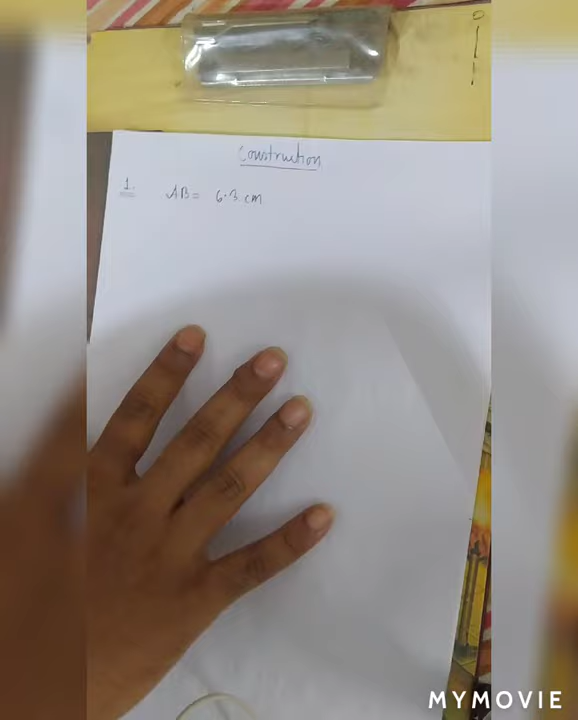 Construction
1. AB = 6.3 cm
MYMOVIE